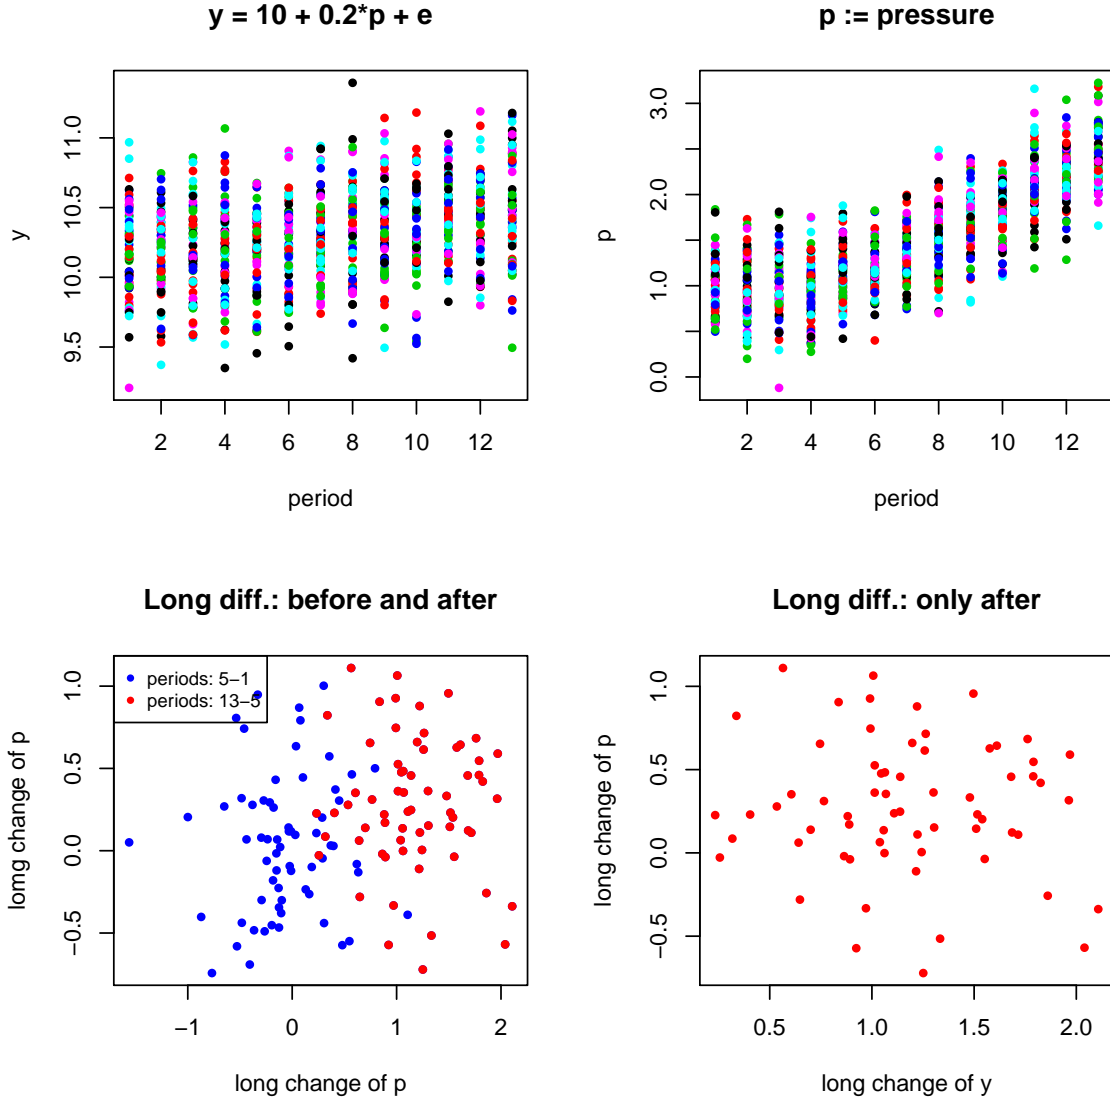 y = 10 + 0.2*p + e
y
9.5 10.0 10.5 11.0
2 4 6 8 10 12
period
p := pressure
p
0.0 1.0 2.0 3.0
2 4 6 8 10 12
period
Long diff.: before and after
periods: 5−1
periods: 13−5
lomg change of p
−0.5 0.0 0.5 1.0
−1 0 1 2
long change of p
Long diff.: only after
long change of p
−0.5 0.0 0.5 1.0
0.5 1.0 1.5 2.0
long change of y